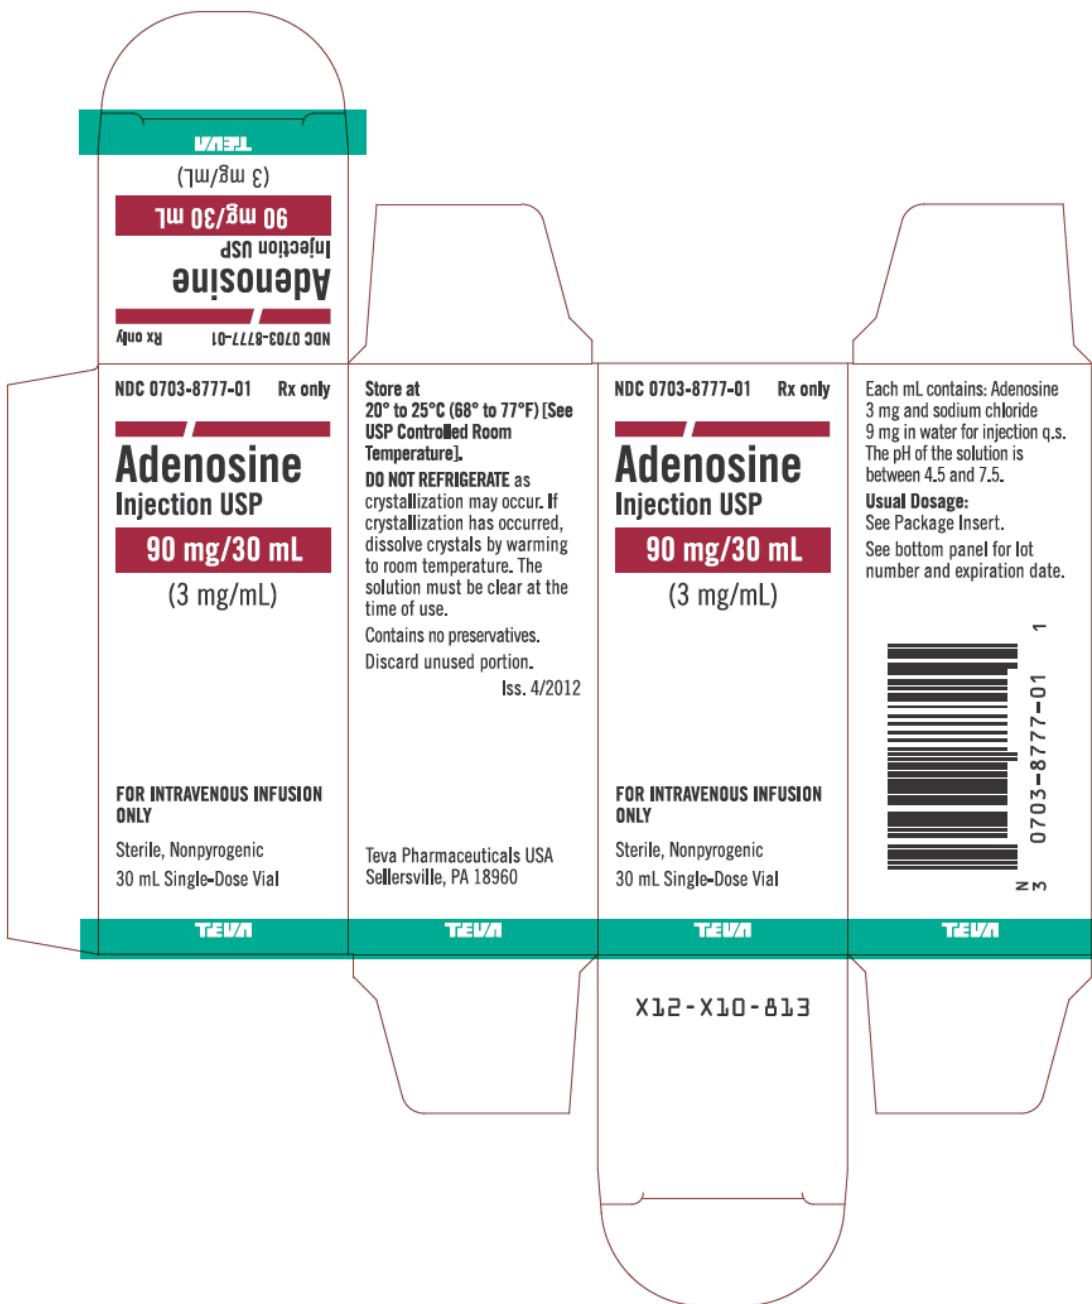 TEVA
(3 mg/mL)
90 mg/30 mL
Injection USP
Adenosine
NDC 0703-8777-01 Rx only
NDC 0703-8777-01 Rx only
Adenosine
Injection USP
90 mg/30 mL
(3 mg/mL)
FOR INTRAVENOUS INFUSION
ONLY
Sterile, Nonpyrogenic
30 mL Single-Dose Vial
TEVA
Store at
20° to 25°C (68° to 77°F) [See
USP Controlled Room
Temperature].
DO NOT REFRIGERATE as
crystallization may occur. If
crystallization has occurred,
dissolve crystals by warming
to room temperature. The
solution must be clear at the
time of use.
Contains no preservatives.
Discard unused portion.
Iss. 4/2012
Teva Pharmaceuticals USA
Sellersville, PA 18960
TEVA
NDC 0703-8777-01 Rx only
Adenosine
Injection USP
90 mg/30 mL
(3 mg/mL)
FOR INTRAVENOUS INFUSION
ONLY
Sterile, Nonpyrogenic
30 mL Single-Dose Vial
TEVA
X12-X10-813
Each mL contains: Adenosine
3 mg and sodium chloride
9 mg in water for injection q.s.
The pH of the solution is
between 4.5 and 7.5.
Usual Dosage:
See Package Insert.
See bottom panel for lot
number and expiration date.
N
3 0703-8777-01 1
TEVA